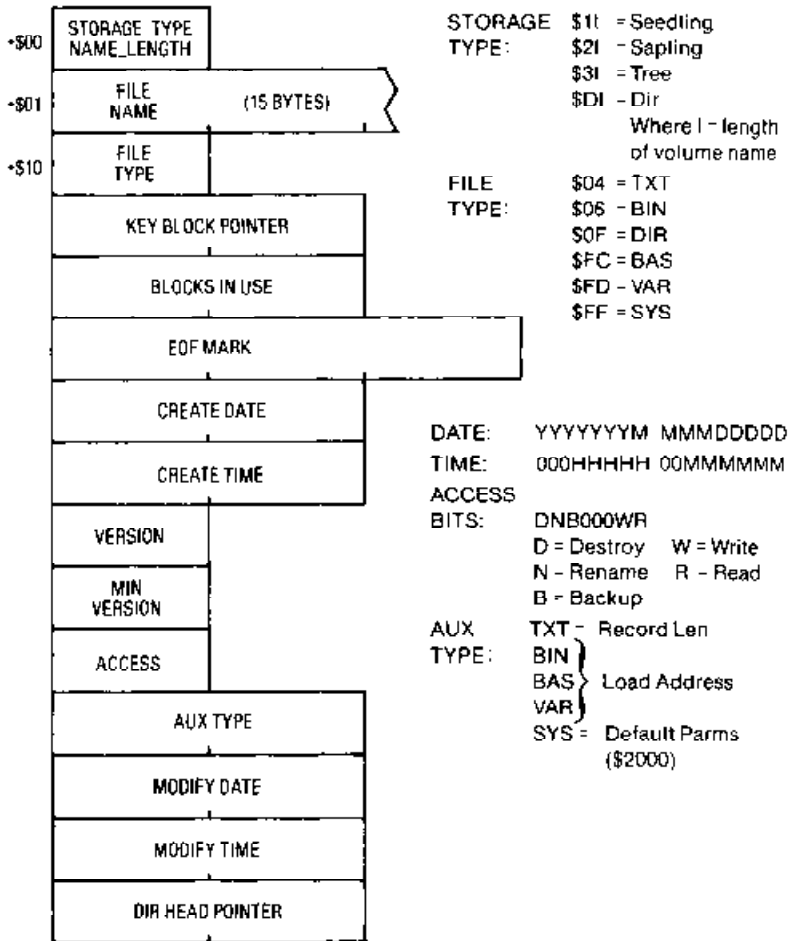 +$00
STORAGE TYPE
NAME_LENGTH
+$01
FILE
NAME
(15 BYTES)
+$10
FILE
TYPE
KEY BLOCK POINTER
BLOCKS IN USE
EOF MARK
CREATE DATE
CREATE TIME
VERSION
MIN
VERSION
ACCESS
AUX TYPE
MODIFY DATE
MODIFY TIME
DIR HEAD POINTER
STORAGE $1l = Seedling
TYPE: $2l = Sapling
$3l = Tree
$Dl = Dir
Where l = length
of volume name
FILE $04 = TXT
TYPE: $06 = BIN
$0F = DIR
$FC = BAS
$FD = VAR
$FF = SYS
DATE: YYYYYYYM MMMDDDDD
TIME: 000HHHHH 00MMMMMM
ACCESS
BITS: DNB000WR
D = Destroy W = Write
N = Rename R = Read
B = Backup
AUX TXT = Record Len
TYPE: BIN
BAS } Load Address
VAR
SYS = Default Parms
($2000)